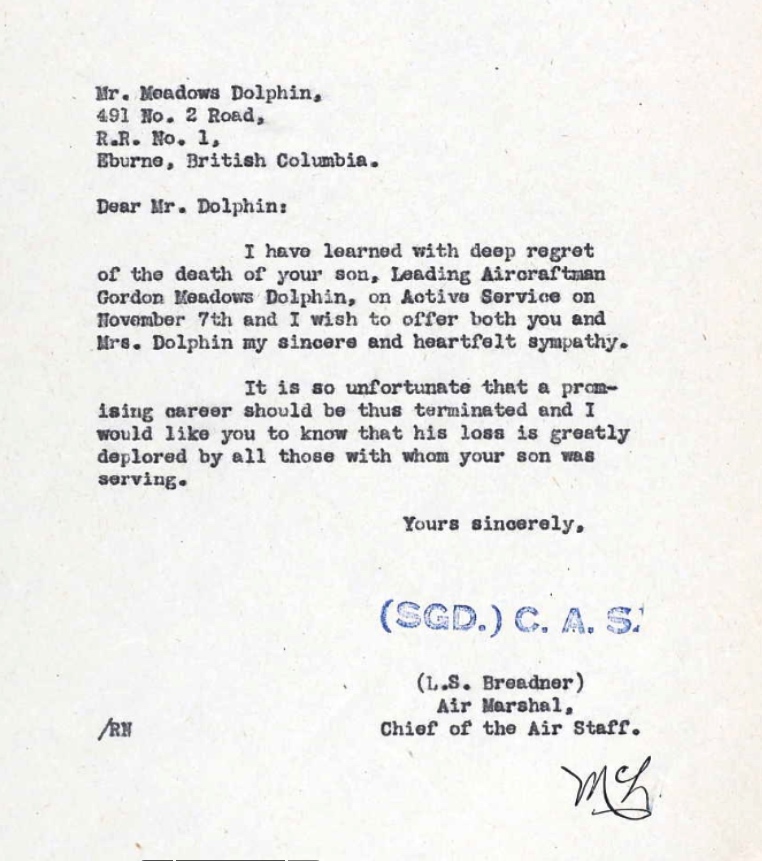 Mr. Meadows Dolphin,
491 No. 2 Road,
R.R. No. 1,
Eburne, British Columbia.
Dear Mr. Dolphin:
I have learned with deep regret
of the death of your son, Leading Aircraftman
Gordon Meadows Dolphin, on Active Service on
November 7th and I wish to offer both you and
Mrs. Dolphin my sincere and heartfelt sympathy.
It is so unfortunate that a prom-
ising career should be thus terminated and I
would like you to know that his loss is greatly
deplored by all those with whom your son was
serving.
Yours sincerely,
(SGD.) C. A. S.
(L.S. Breadner)
Air Marshal,
/RN Chief of the Air Staff.